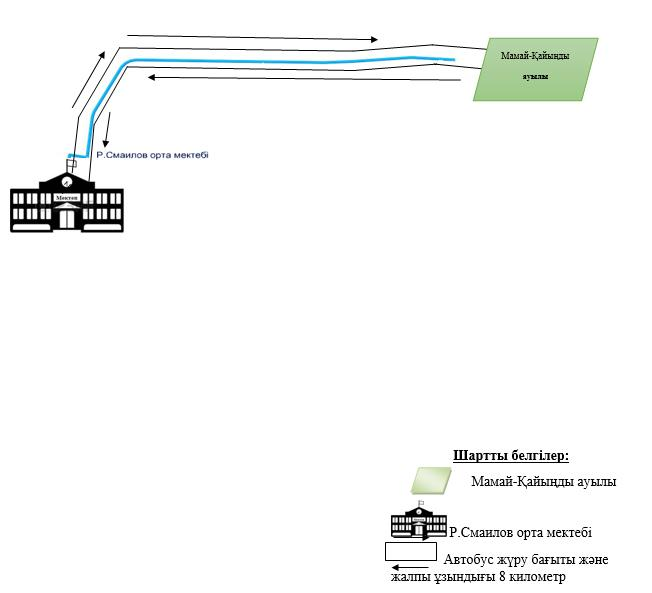 Мамай-Қайыңды
ауылы
Р.Смаилов орта мектебі
Мектеп
Шартты белгілер:
Мамай-Қайыңды ауылы
Р.Смаилов орта мектебі
Автобус жүру бағыты және
жалпы ұзындығы 8 километр